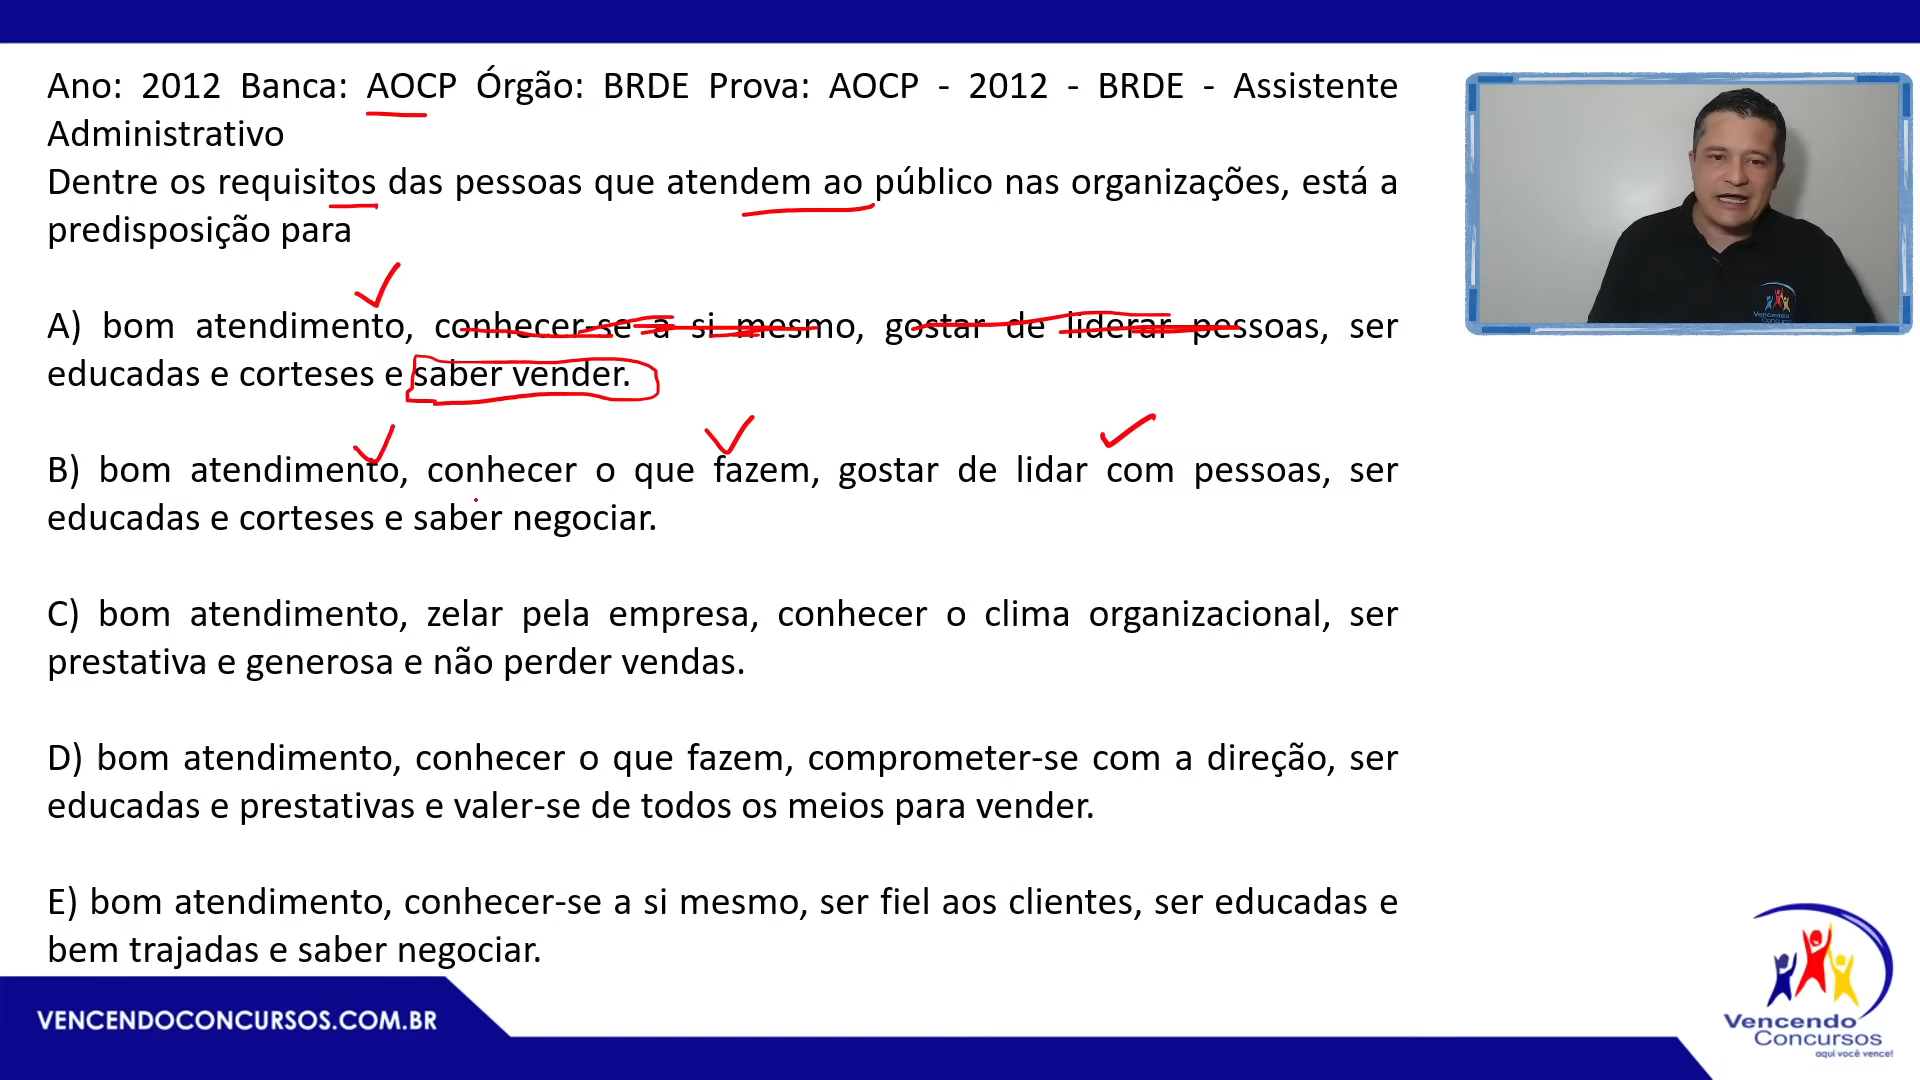 Ano: 2012 Banca: AOCP Órgão: BRDE Prova: AOCP - 2012 - BRDE - Assistente
Administrativo
Dentre os requisitos das pessoas que atendem ao público nas organizações, está a
predisposição para
A) bom atendimento, conhecer-se a si mesmo, gostar de liderar pessoas, ser
educadas e corteses e saber vender.
B) bom atendimento, conhecer o que fazem, gostar de lidar com pessoas, ser
educadas e corteses e saber negociar.
C) bom atendimento, zelar pela empresa, conhecer o clima organizacional, ser
prestativa e generosa e não perder vendas.
D) bom atendimento, conhecer o que fazem, comprometer-se com a direção, ser
educadas e prestativas e valer-se de todos os meios para vender.
E) bom atendimento, conhecer-se a si mesmo, ser fiel aos clientes, ser educadas e
bem trajadas e saber negociar.
VENCENDOCONCURSOS.COM.BR
Vencendo
Concursos
aqui você vence!